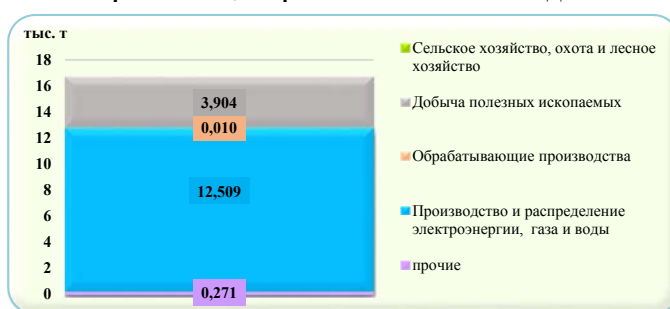 тыс. т
18
16
14
12
10
8
6
4
2
0
3,904
0,010
12,509
0,271
Сельское хозяйство, охота и лесное
хозяйство
Добыча полезных ископаемых
Обрабатывающие производства
Производство и распределение
электроэнергии, газа и воды
прочие